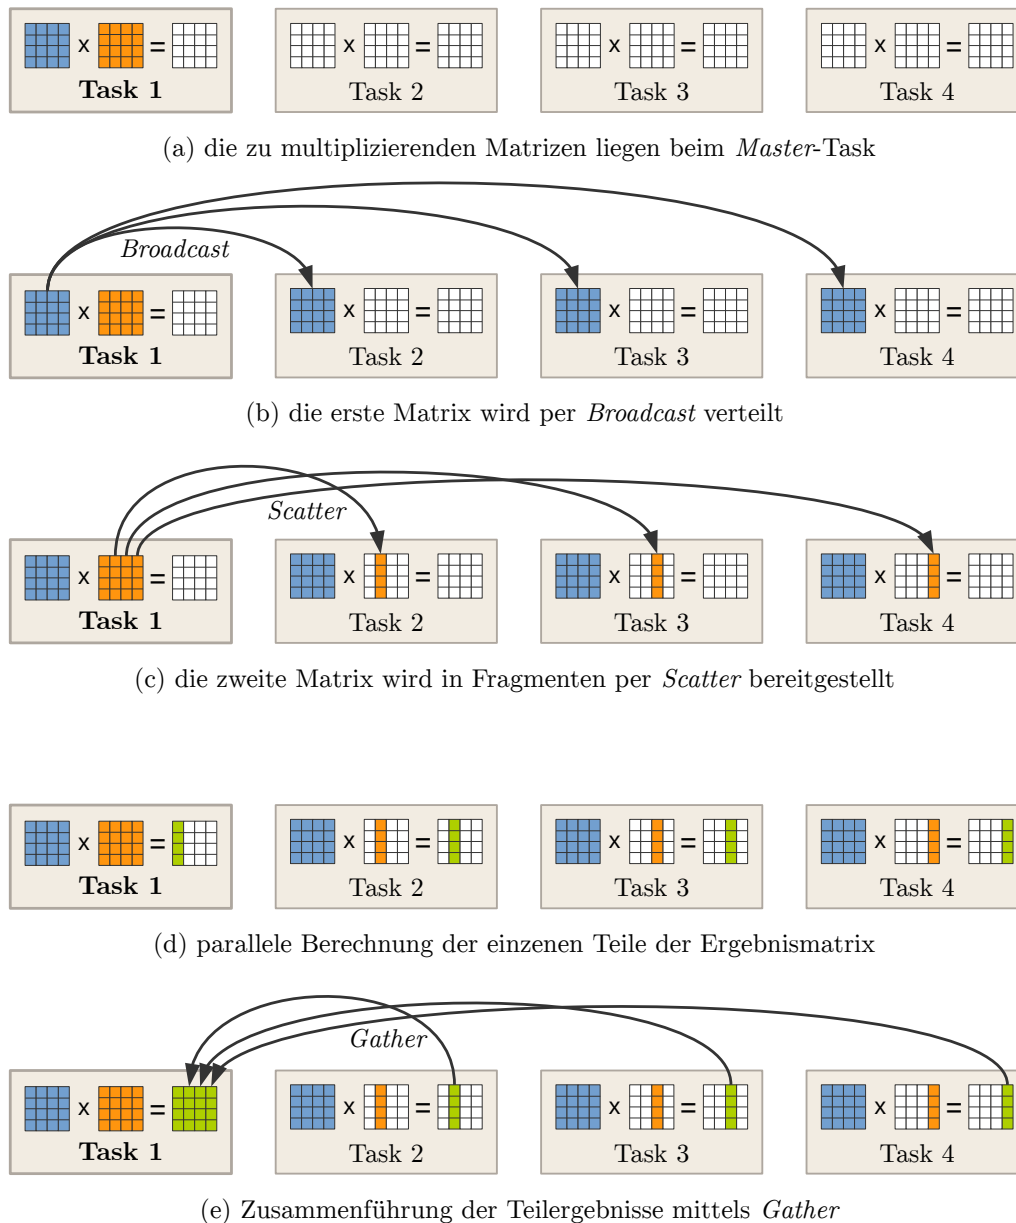 x = x = x = x =
Task 1 Task 2 Task 3 Task 4
(a) die zu multiplizierenden Matrizen liegen beim Master-Task
Broadcast
x = x = x = x =
Task 1 Task 2 Task 3 Task 4
(b) die erste Matrix wird per Broadcast verteilt
Scatter
x = x = x = x =
Task 1 Task 2 Task 3 Task 4
(c) die zweite Matrix wird in Fragmenten per Scatter bereitgestellt
x = x = x = x =
Task 1 Task 2 Task 3 Task 4
(d) parallele Berechnung der einzenen Teile der Ergebnismatrix
Gather
x = x = x = x =
Task 1 Task 2 Task 3 Task 4
(e) Zusammenführung der Teilergebnisse mittels Gather